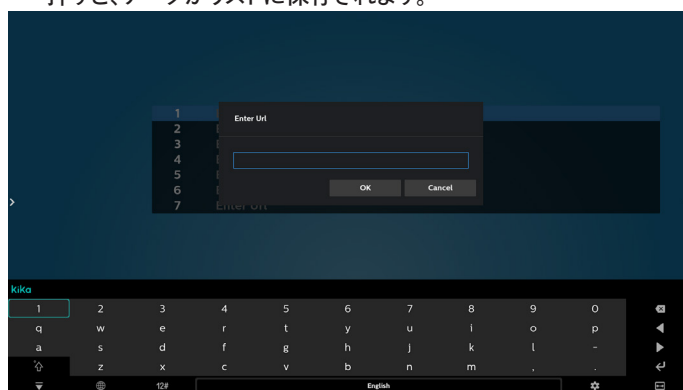 押すと、データがリストに保存されます。
1
2
3
4
5
6
7 Enter Url
Enter Url
OK Cancel
kika
1 2 3 4 5 6 7 8 9 0
q w e r t y u i o p
a s d f g h j k l -
z x c v b n m , .
12# English